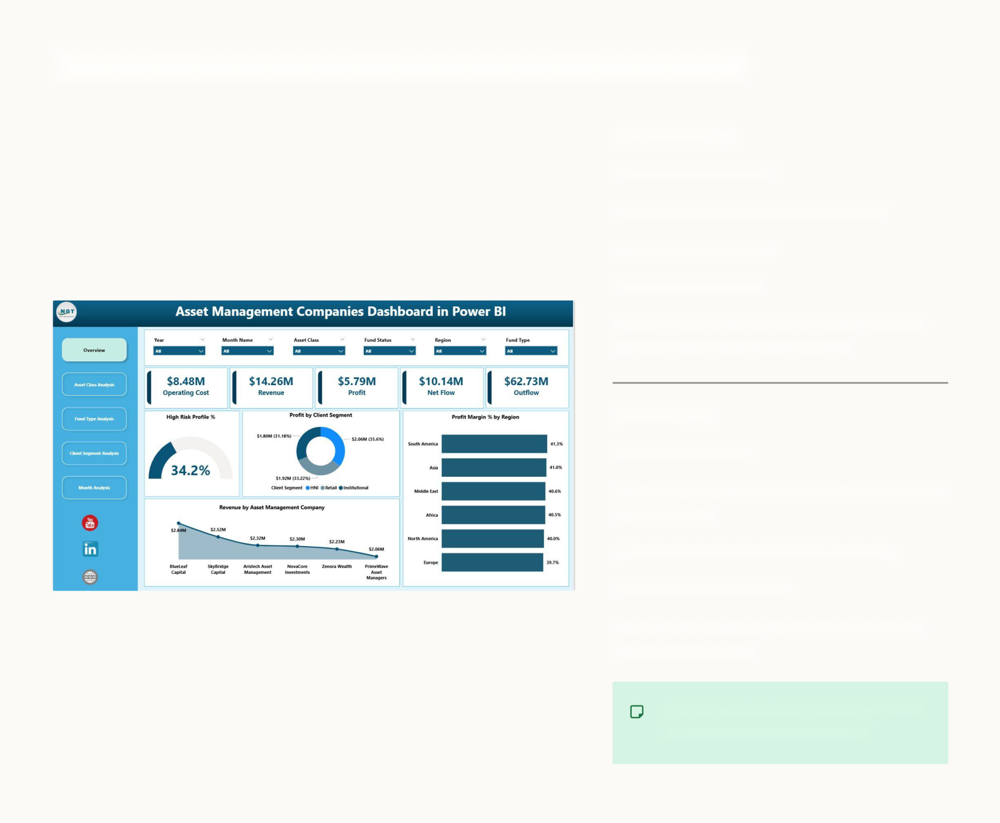 NGT
Asset Management Companies Dashboard in Power BI
Overview
Asset Class Analysis
Fund Type Analysis
Client Segment Analysis
Month Analysis
You
Tube
in
www
Year
All
Month Name
All
Asset Class
All
Fund Status
All
Region
All
Fund Type
All
$8.48M
Operating Cost
$14.26M
Revenue
$5.79M
Profit
$10.14M
Net Flow
$62.73M
Outflow
High Risk Profile %
34.2%
Profit by Client Segment
$1.80M (31.18%)
$2.06M (35.6%)
$1.92M (33.22%)
Client Segment HNI Retail Institutional
Revenue by Asset Management Company
$2.84M
$2.52M
$2.32M
$2.30M
$2.23M
$2.06M
BlueLeaf
Capital
SkyBridge
Capital
Aristech Asset
Management
NovaCore
Investments
Zenora Wealth
PrimeWave
Asset
Managers
Profit Margin % by Region
South America 41.3%
Asia 41.0%
Middle East 40.6%
Africa 40.5%
North America 40.0%
Europe 39.7%